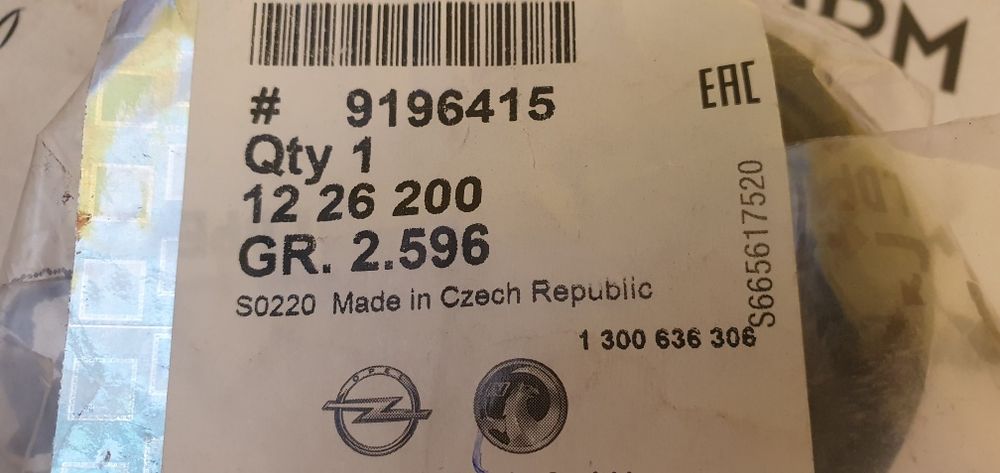 # 9196415
EAC
Qty 1
12 26 200
GR. 2.596
S0220 Made in Czech Republic
1 300 636 306
S665617520
OPEL